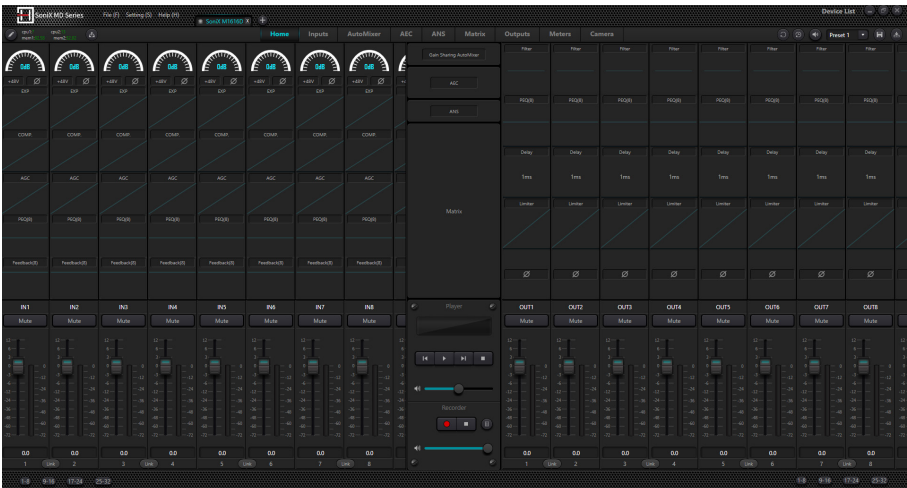 SoniX MD Series File (F) Setting (S) Help (H) SoniX M1616D X + Device List
cpu1: cpu2:
mem1: mem2:
Home Inputs AutoMixer AEC ANS Matrix Outputs Meters Camera Preset 1
0dB 0dB 0dB 0dB 0dB 0dB 0dB 0dB
+48V Ø +48V Ø +48V Ø +48V Ø +48V Ø +48V Ø +48V Ø +48V Ø
EXP EXP EXP EXP EXP EXP EXP EXP
COMP. COMP. COMP. COMP. COMP. COMP. COMP. COMP.
AGC AGC AGC AGC AGC AGC AGC AGC
PEQ(8) PEQ(8) PEQ(8) PEQ(8) PEQ(8) PEQ(8) PEQ(8) PEQ(8)
Feedback(8) Feedback(8) Feedback(8) Feedback(8) Feedback(8) Feedback(8) Feedback(8) Feedback(8)
Gain Sharing AutoMixer
AEC
ANS
Matrix
Filter Filter Filter Filter Filter Filter Filter Filter
PEQ(8) PEQ(8) PEQ(8) PEQ(8) PEQ(8) PEQ(8) PEQ(8) PEQ(8)
Delay Delay Delay Delay Delay Delay Delay Delay
1ms 1ms 1ms 1ms 1ms 1ms 1ms 1ms
Limiter Limiter Limiter Limiter Limiter Limiter Limiter Limiter
Ø Ø Ø Ø Ø Ø Ø Ø
IN1 IN2 IN3 IN4 IN5 IN6 IN7 IN8
Mute Mute Mute Mute Mute Mute Mute Mute
0.0 0.0 0.0 0.0 0.0 0.0 0.0 0.0
1 Link 2 3 Link 4 5 Link 6 7 Link 8
1-8 9-16 17-24 25-32
Player
Recorder
OUT1 OUT2 OUT3 OUT4 OUT5 OUT6 OUT7 OUT8
Mute Mute Mute Mute Mute Mute Mute Mute
0.0 0.0 0.0 0.0 0.0 0.0 0.0 0.0
1 Link 2 3 Link 4 5 Link 6 7 Link 8
1-8 9-16 17-24 25-32